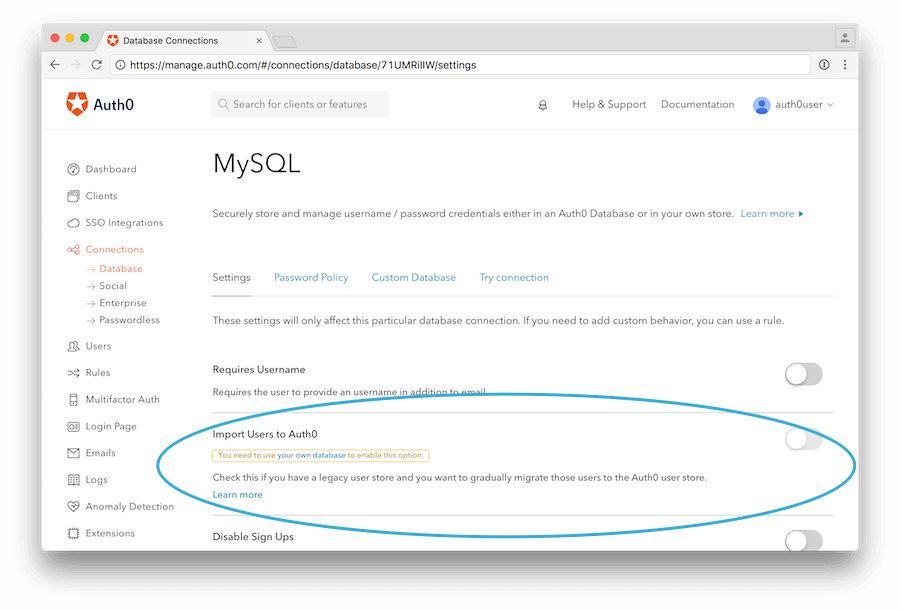 Database Connections
https://manage.auth0.com/#/connections/database/71UMRiIIW/settings
Auth0
Search for clients or features
Help & Support
Documentation
auth0user
Dashboard
Clients
SSO Integrations
Connections
Database
Social
Enterprise
Passwordless
Users
Rules
Multifactor Auth
Login Page
Emails
Logs
Anomaly Detection
Extensions
MySQL
Securely store and manage username / password credentials either in an Auth0 Database or in your own store. Learn more
Settings
Password Policy
Custom Database
Try connection
These settings will only affect this particular database connection. If you need to add custom behavior, you can use a rule.
Requires Username
Requires the user to provide an username in addition to email.
Import Users to Auth0
You need to use your own database to enable this option.
Check this if you have a legacy user store and you want to gradually migrate those users to the Auth0 user store.
Learn more
Disable Sign Ups